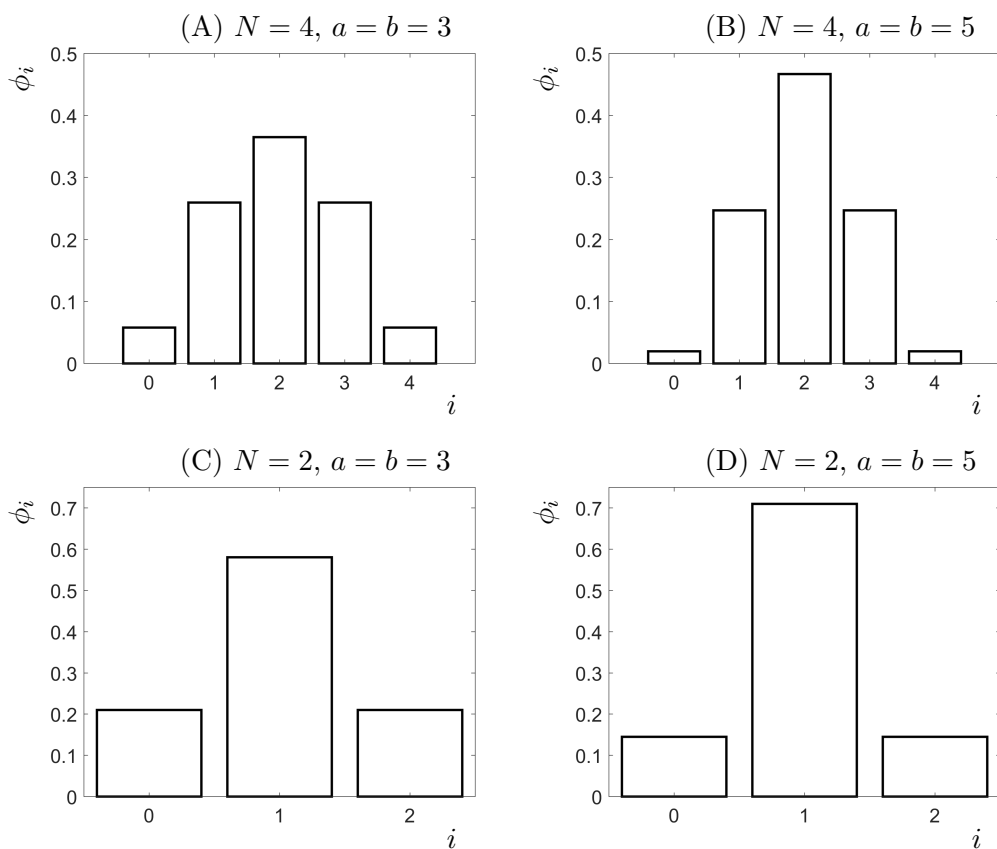 (A) N = 4, a = b = 3
ϕᵢ
0.5
0.4
0.3
0.2
0.1
0
0 1 2 3 4
i
(B) N = 4, a = b = 5
ϕᵢ
0.5
0.4
0.3
0.2
0.1
0
0 1 2 3 4
i
(C) N = 2, a = b = 3
ϕᵢ
0.7
0.6
0.5
0.4
0.3
0.2
0.1
0
0 1 2
i
(D) N = 2, a = b = 5
ϕᵢ
0.7
0.6
0.5
0.4
0.3
0.2
0.1
0
0 1 2
i